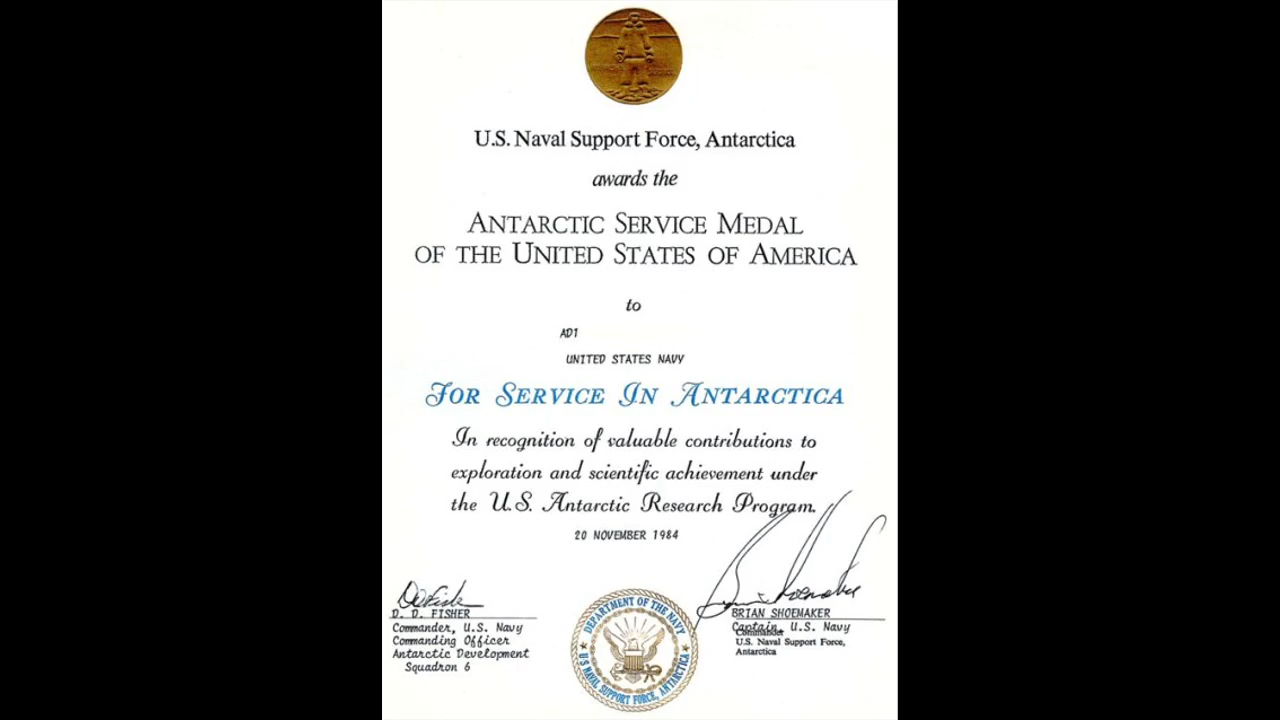 U.S. Naval Support Force, Antarctica
awards the
ANTARCTIC SERVICE MEDAL
OF THE UNITED STATES OF AMERICA
to
AD1
UNITED STATES NAVY
FOR SERVICE IN ANTARCTICA
In recognition of valuable contributions to
exploration and scientific achievement under
the U.S. Antarctic Research Program.
20 NOVEMBER 1984
D. D. FISHER
Commander, U.S. Navy
Commanding Officer
Antarctic Development
Squadron 6
DEPARTMENT OF THE NAVY
U S NAVAL SUPPORT FORCE, ANTARCTICA
BRIAN SHOEMAKER
Captain, U.S. Navy
Commander
U.S. Naval Support Force,
Antarctica